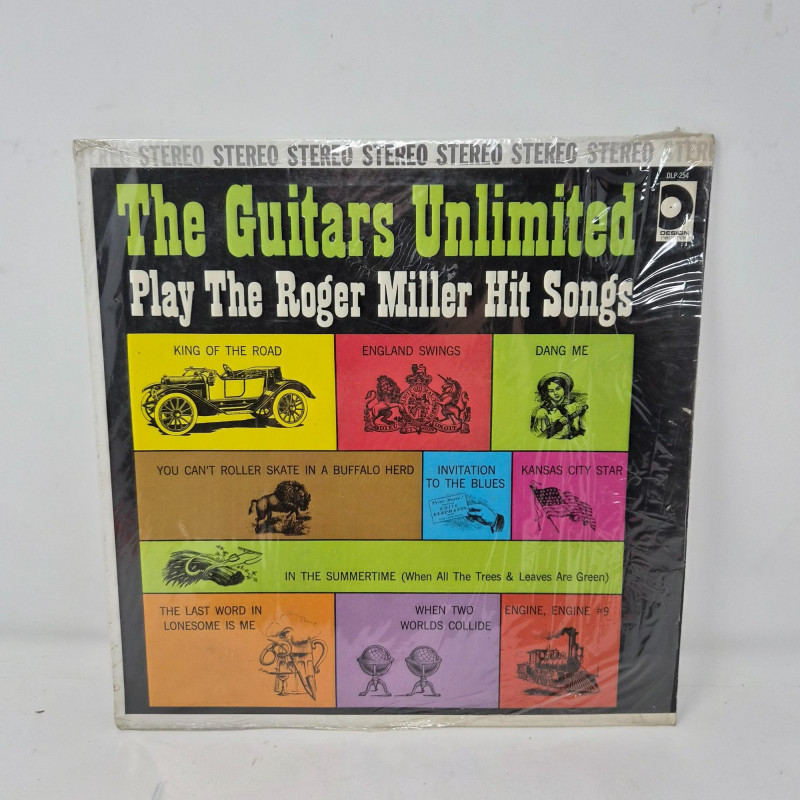 STEREO STEREO STEREO STEREO STEREO STEREO STEREO STEREO
DLP-254
The Guitars Unlimited
DESIGN
Play The Roger Miller Hit Songs
KING OF THE ROAD
ENGLAND SWINGS
DANG ME
YOU CAN'T ROLLER SKATE IN A BUFFALO HERD
INVITATION
TO THE BLUES
KANSAS CITY STAR
IN THE SUMMERTIME (When All The Trees & Leaves Are Green)
THE LAST WORD IN
LONESOME IS ME
WHEN TWO
WORLDS COLLIDE
ENGINE, ENGINE #9